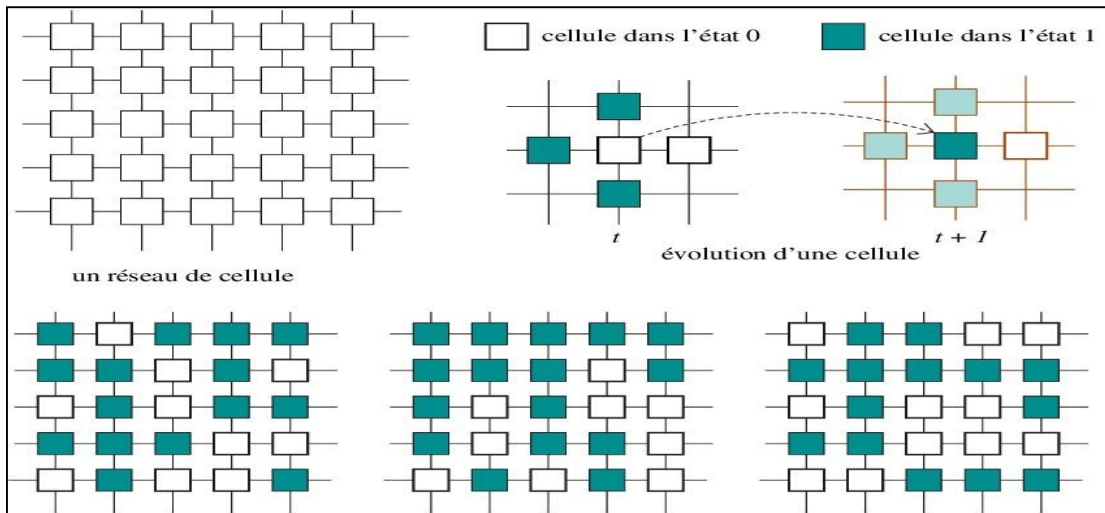 cellule dans l'état 0
cellule dans l'état 1
t
t + 1
évolution d'une cellule
un réseau de cellule